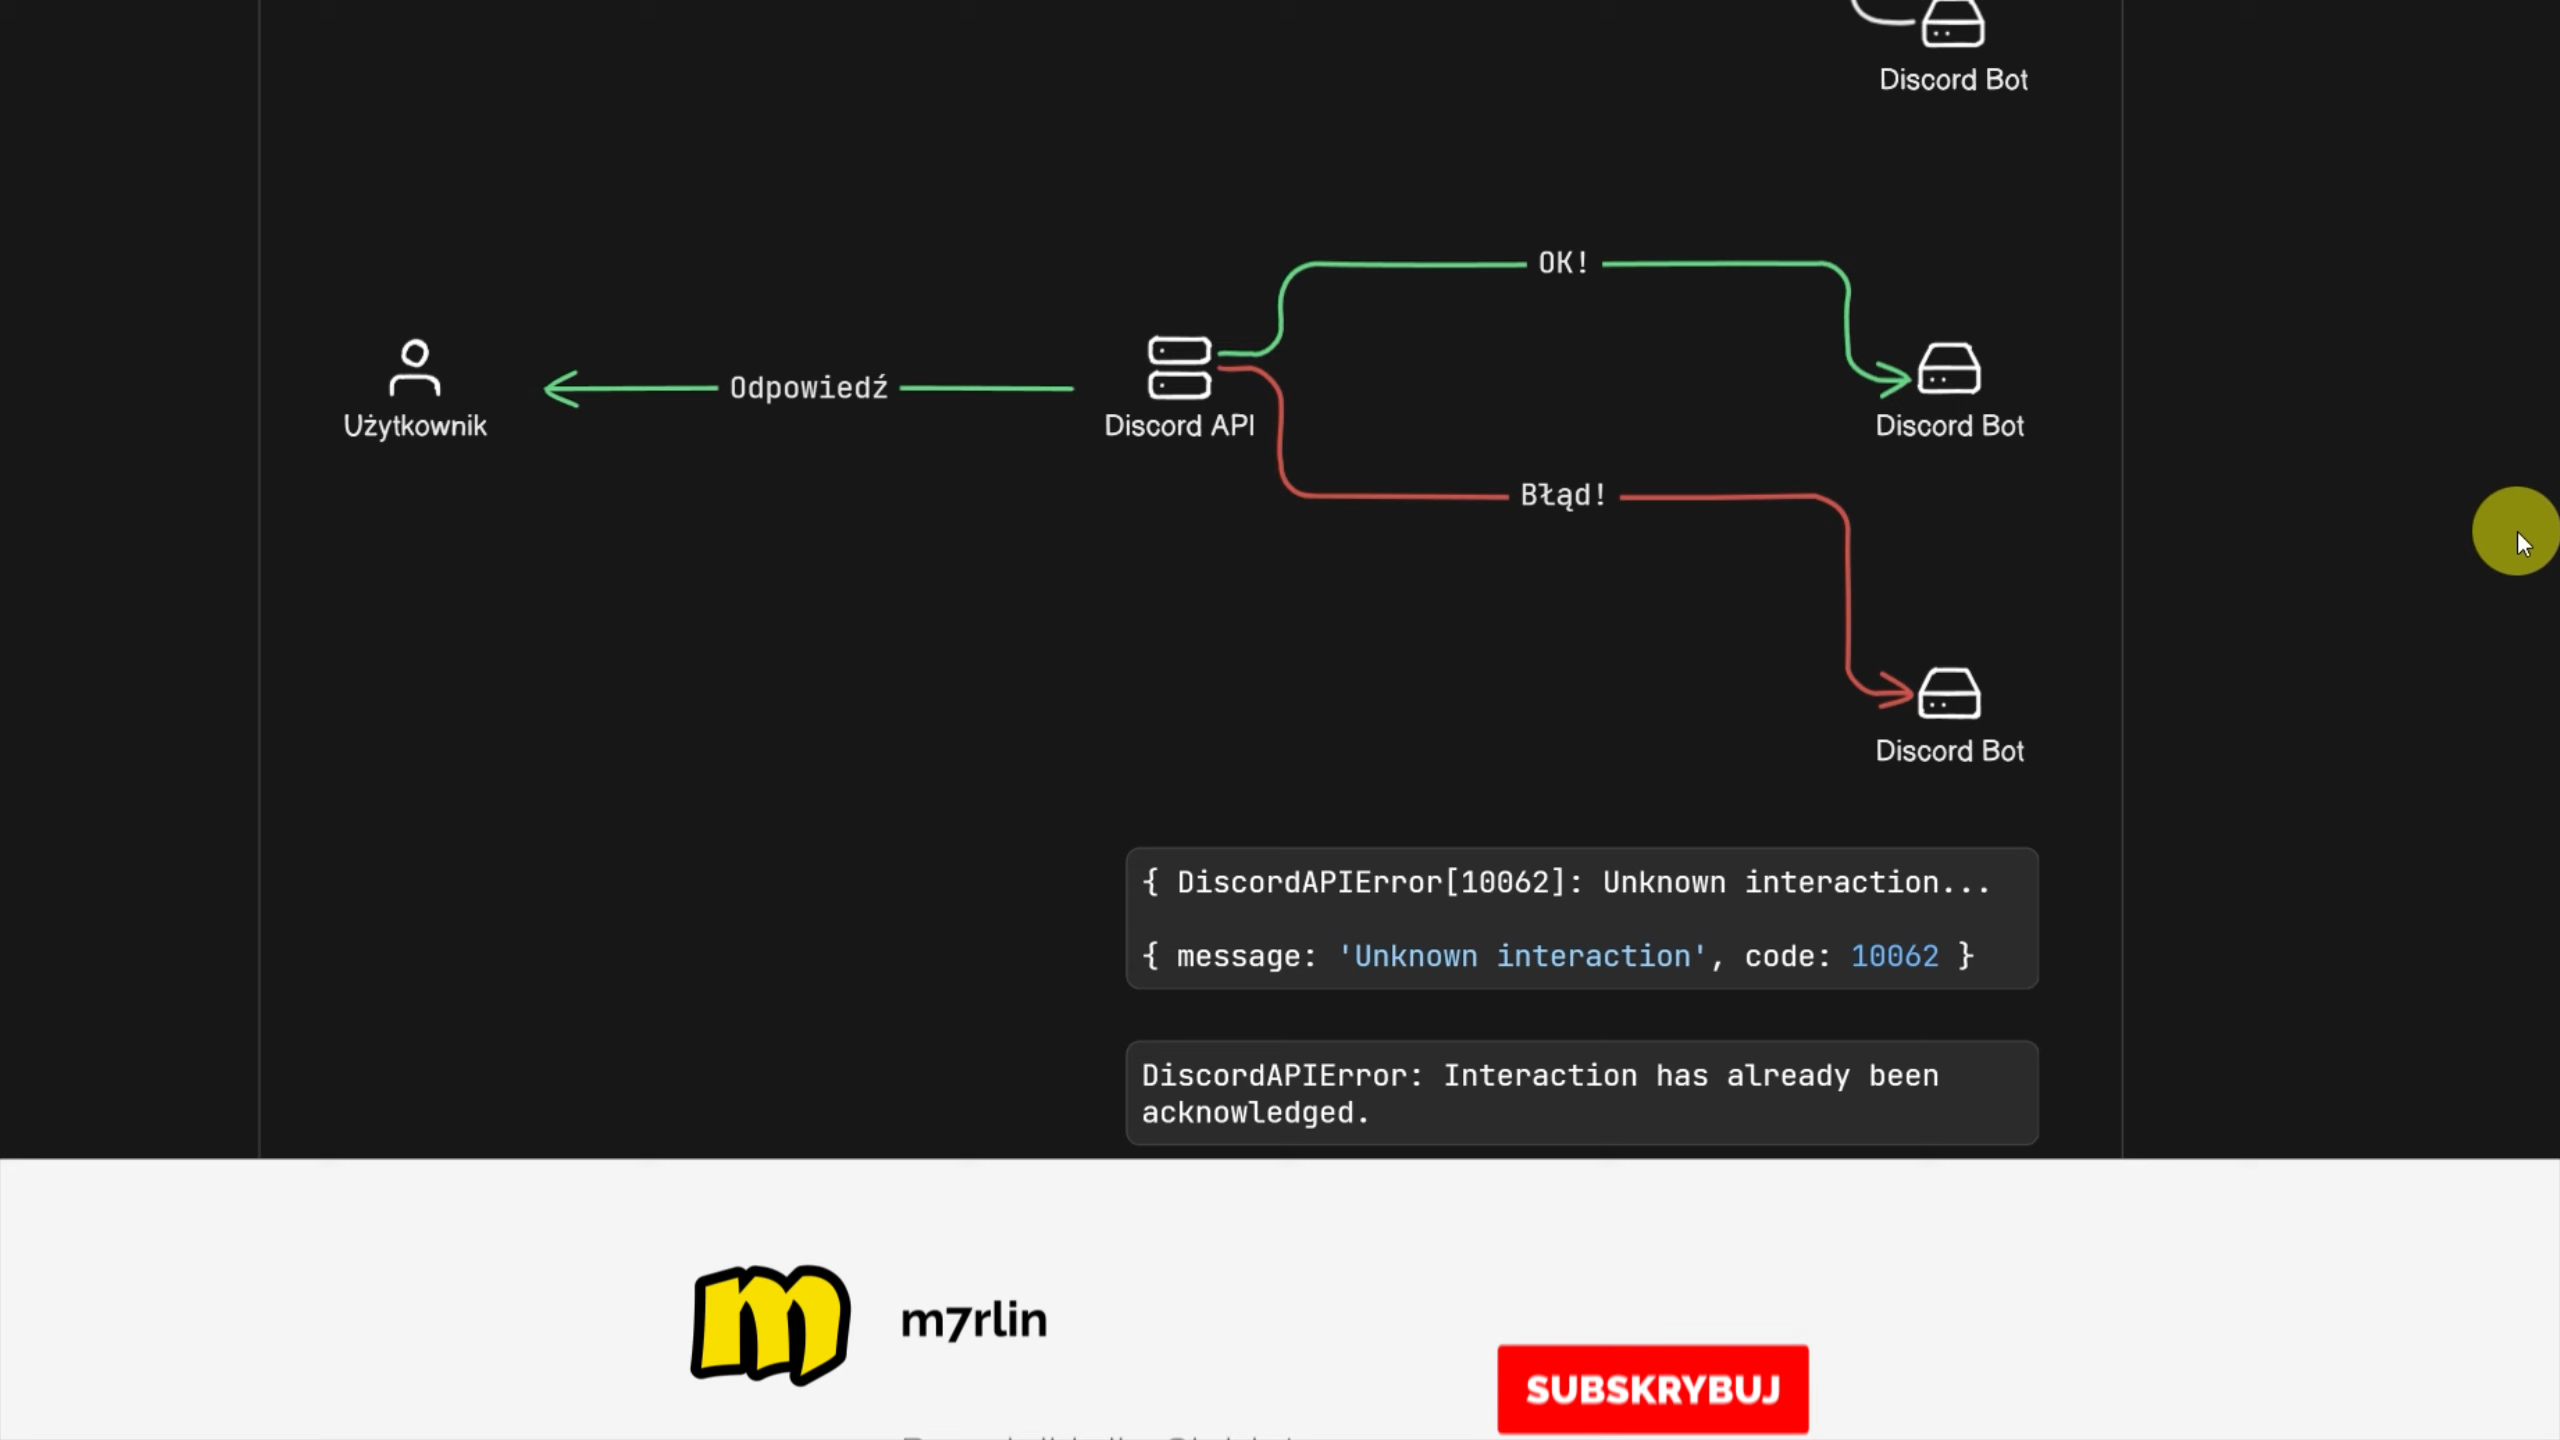 Discord Bot
OK!
Odpowiedź
Użytkownik
Discord API
Discord Bot
Błąd!
Discord Bot
{ DiscordAPIError[10062]: Unknown interaction...
{ message: 'Unknown interaction', code: 10062 }
DiscordAPIError: Interaction has already been
acknowledged.
m7rlin
SUBSKRYBUJ